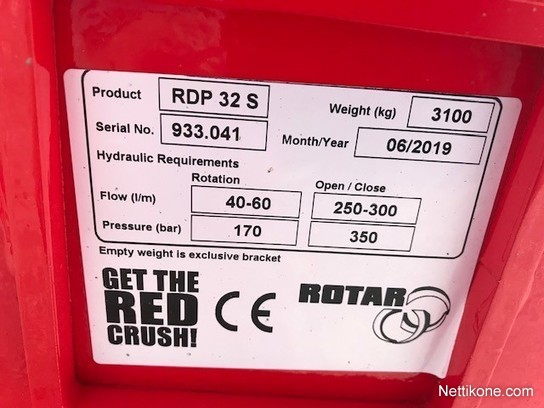 Product RDP 32 S Weight (kg) 3100
Serial No. 933.041 Month/Year 06/2019
Hydraulic Requirements
Rotation Open / Close
Flow (l/m) 40-60 250-300
Pressure (bar) 170 350
Empty weight is exclusive bracket
GET THE
RED
CRUSH!
CE
ROTAR
Nettikone.com